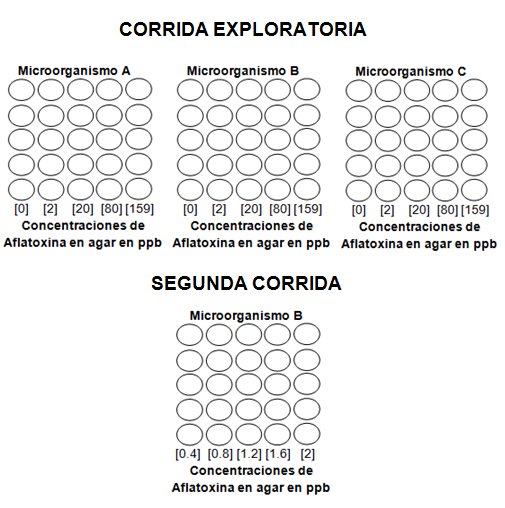 CORRIDA EXPLORATORIA
Microorganismo A
[0] [2] [20] [80] [159]
Concentraciones de
Aflatoxina en agar en ppb
Microorganismo B
[0] [2] [20] [80] [159]
Concentraciones de
Aflatoxina en agar en ppb
Microorganismo C
[0] [2] [20] [80] [159]
Concentraciones de
Aflatoxina en agar en ppb
SEGUNDA CORRIDA
Microorganismo B
[0.4] [0.8] [1.2] [1.6] [2]
Concentraciones de
Aflatoxina en agar en ppb